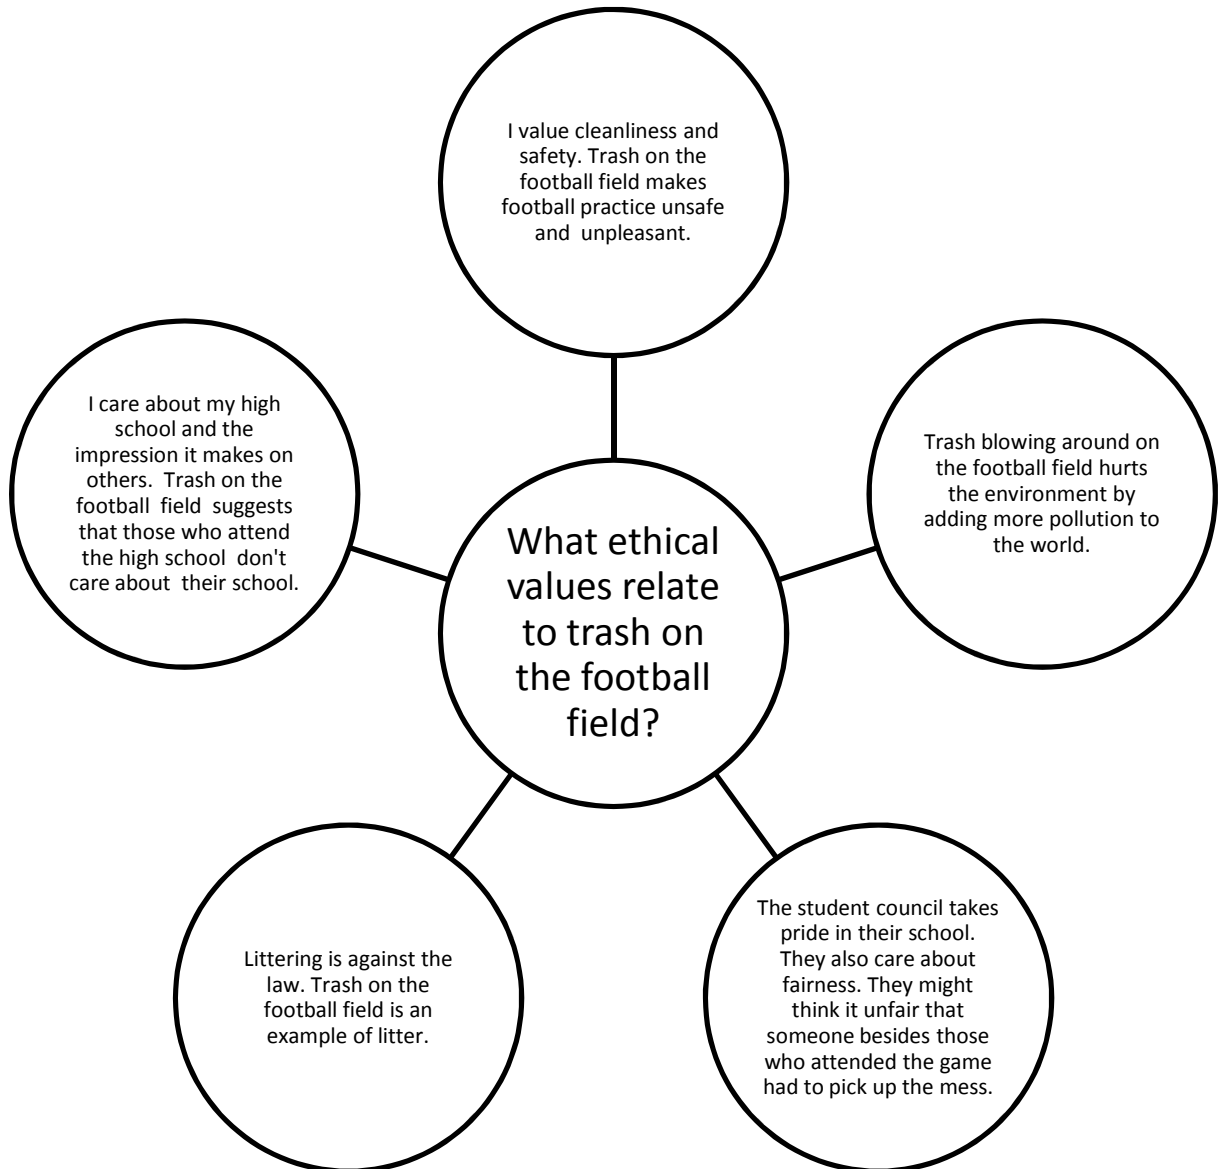 I value cleanliness and
safety. Trash on the
football field makes
football practice unsafe
and unpleasant.
I care about my high
school and the
impression it makes on
others. Trash on the
football field suggests
that those who attend
the high school don't
care about their school.
Trash blowing around on
the football field hurts
the environment by
adding more pollution to
the world.
What ethical
values relate
to trash on
the football
field?
Littering is against the
law. Trash on the
football field is an
example of litter.
The student council takes
pride in their school.
They also care about
fairness. They might
think it unfair that
someone besides those
who attended the game
had to pick up the mess.